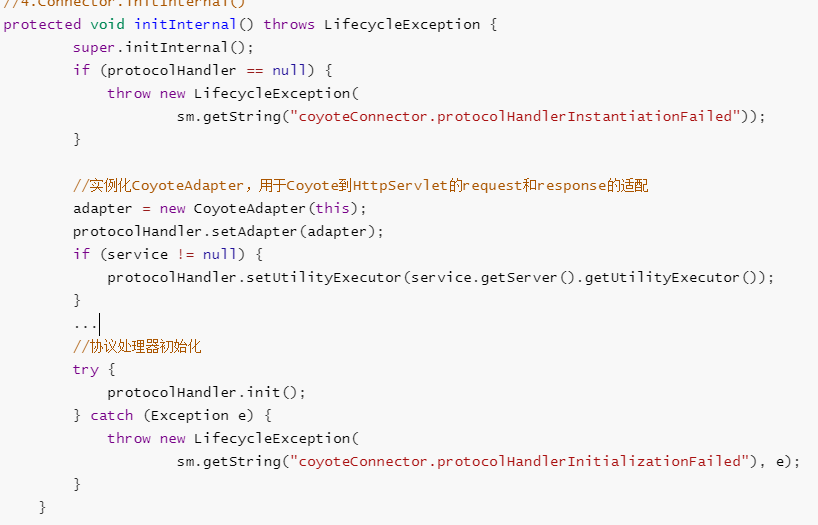 //4.Connector.initInternal()
protected void initInternal() throws LifecycleException {
        super.initInternal();
        if (protocolHandler == null) {
            throw new LifecycleException(
                    sm.getString("coyoteConnector.protocolHandlerInstantiationFailed"));
        }

        //实例化CoyoteAdapter，用于Coyote到HttpServlet的request和response的适配
        adapter = new CoyoteAdapter(this);
        protocolHandler.setAdapter(adapter);
        if (service != null) {
            protocolHandler.setUtilityExecutor(service.getServer().getUtilityExecutor());
        }
        ...
        //协议处理器初始化
        try {
            protocolHandler.init();
        } catch (Exception e) {
            throw new LifecycleException(
                    sm.getString("coyoteConnector.protocolHandlerInitializationFailed"), e);
        }
    }